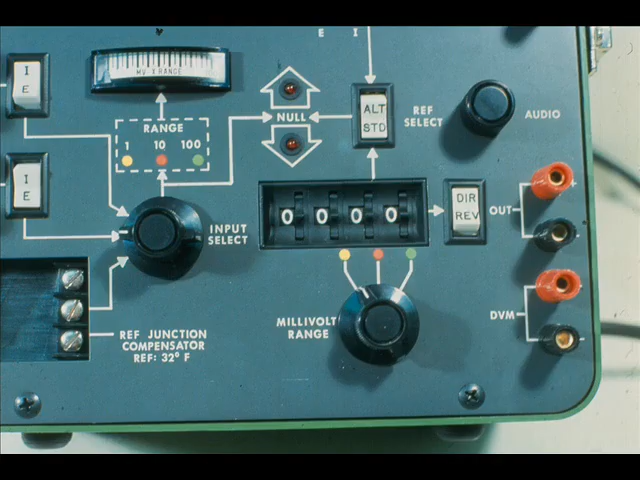 E I
I
E
MV X RANGE
ALT
STD
REF
SELECT
AUDIO
NULL
RANGE
1 10 100
I
E
0 0 0 0
DIR
REV
OUT
INPUT
SELECT
MILLIVOLT
RANGE
DVM
REF JUNCTION
COMPENSATOR
REF: 32° F